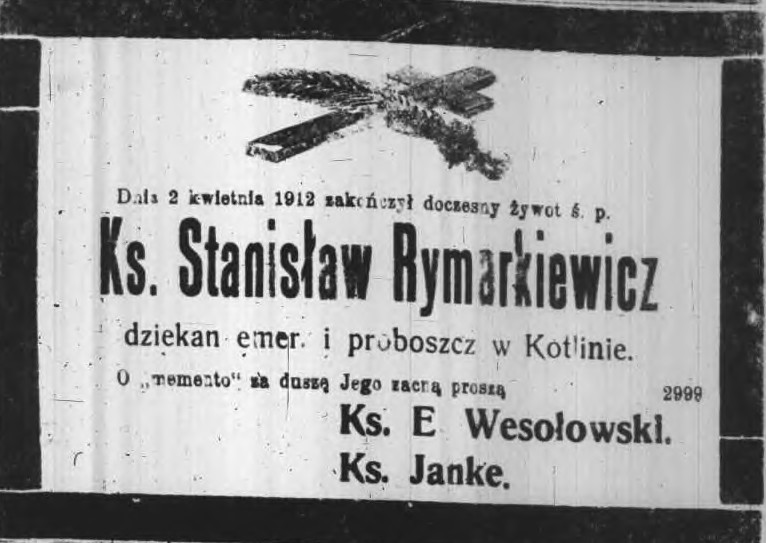 Dnia 2 kwietnia 1912 zakończył doczesny żywot ś. p.
Ks. Stanisław Rymarkiewicz
dziekan emer. i proboszcz w Kotlinie.
O „memento“ za duszę Jego zacną proszą 2999
Ks. E Wesołowski.
Ks. Janke.